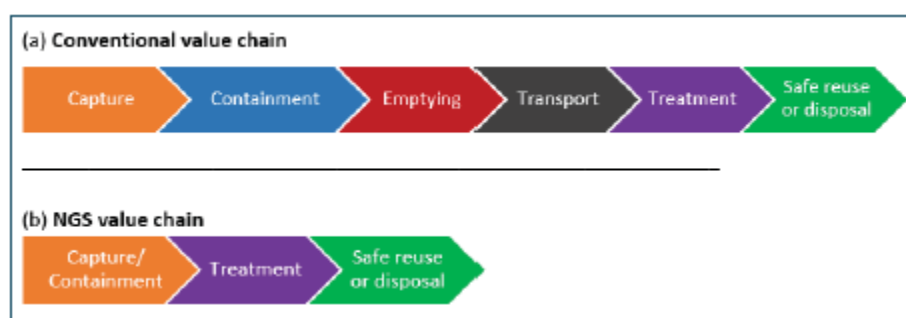 (a) Conventional value chain
Capture
Containment
Emptying
Transport
Treatment
Safe reuse
or disposal
(b) NGS value chain
Capture/
Containment
Treatment
Safe reuse
or disposal